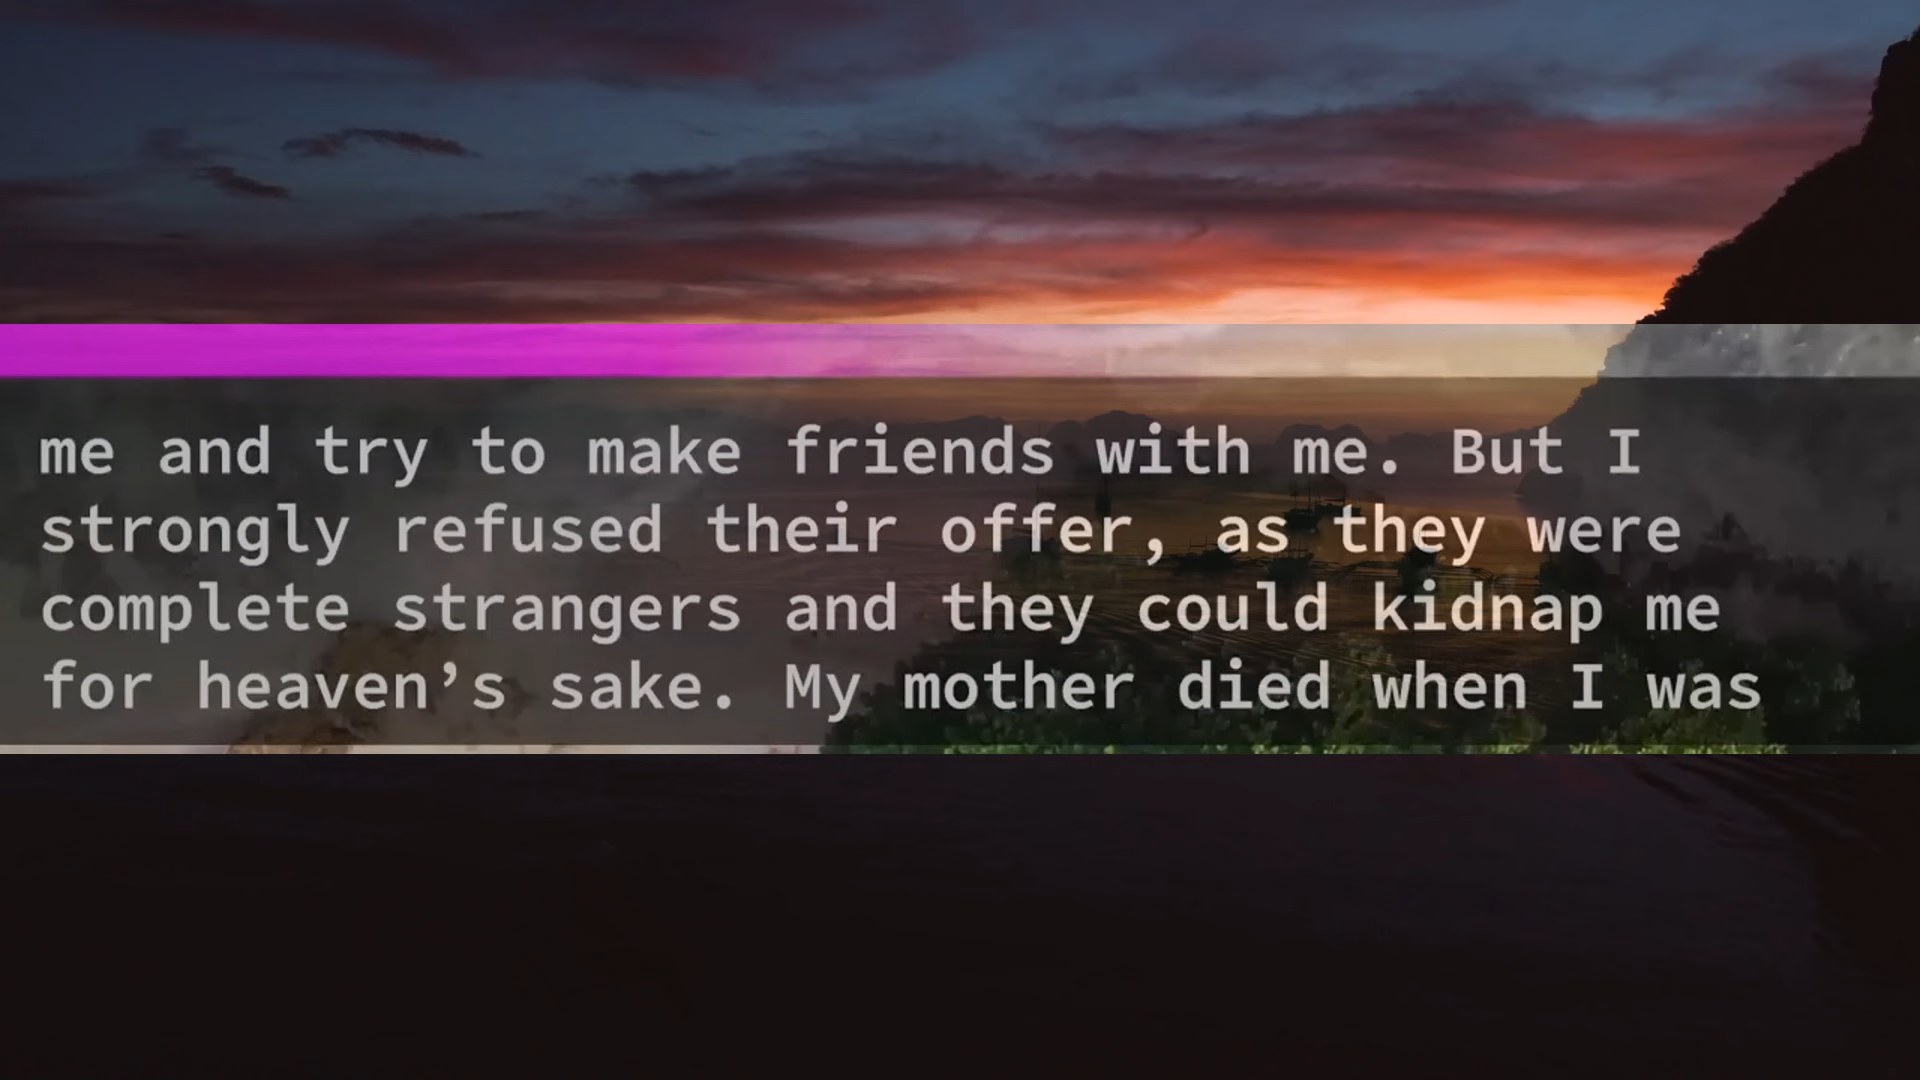 me and try to make friends with me. But I
strongly refused their offer, as they were
complete strangers and they could kidnap me
for heaven’s sake. My mother died when I was